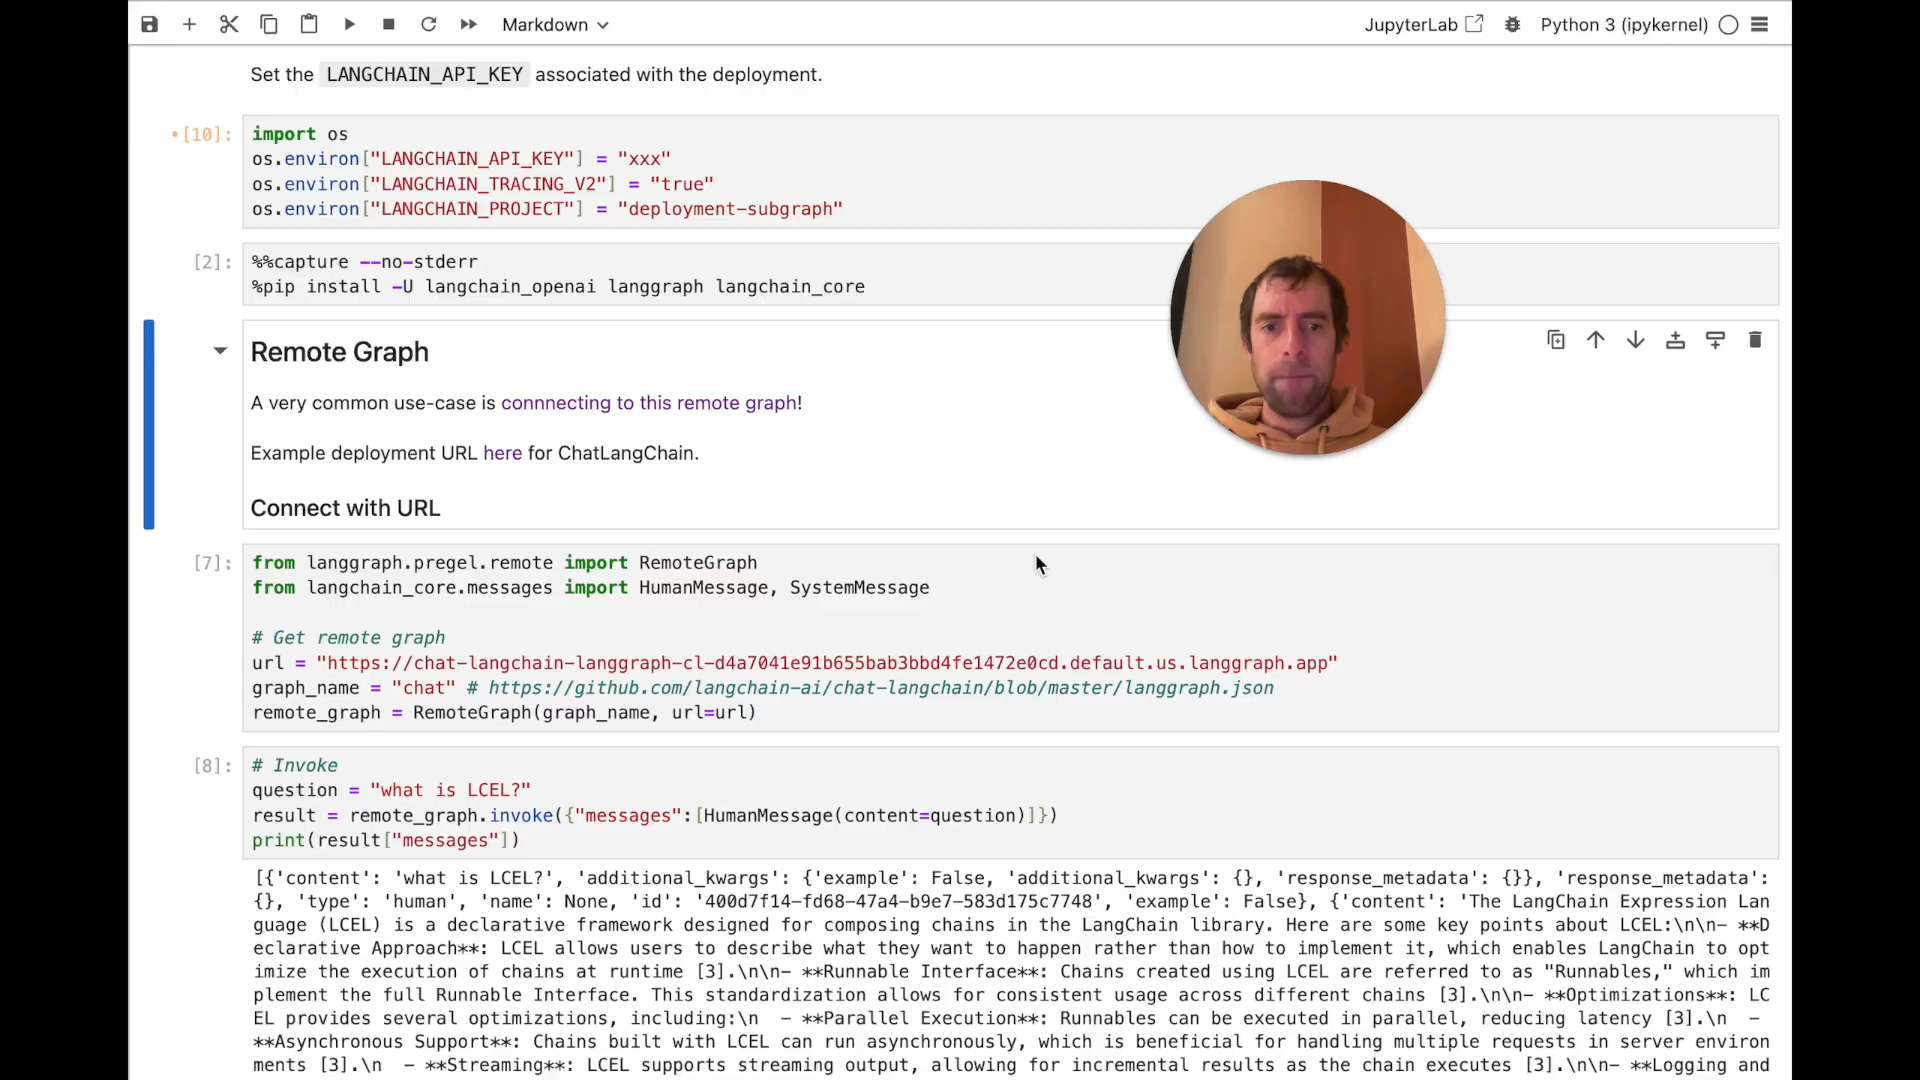 Markdown
JupyterLab
Python 3 (ipykernel)
Set the LANGCHAIN_API_KEY associated with the deployment.
[10]:
import os
os.environ["LANGCHAIN_API_KEY"] = "xxx"
os.environ["LANGCHAIN_TRACING_V2"] = "true"
os.environ["LANGCHAIN_PROJECT"] = "deployment-subgraph"
[2]:
%%capture --no-stderr
%pip install -U langchain_openai langgraph langchain_core
Remote Graph
A very common use-case is connnecting to this remote graph!
Example deployment URL here for ChatLangChain.
Connect with URL
[7]:
from langgraph.pregel.remote import RemoteGraph
from langchain_core.messages import HumanMessage, SystemMessage
# Get remote graph
url = "https://chat-langchain-langgraph-cl-d4a7041e91b655bab3bbd4fe1472e0cd.default.us.langgraph.app"
graph_name = "chat" # https://github.com/langchain-ai/chat-langchain/blob/master/langgraph.json
remote_graph = RemoteGraph(graph_name, url=url)
[8]:
# Invoke
question = "what is LCEL?"
result = remote_graph.invoke({"messages":[HumanMessage(content=question)]})
print(result["messages"])
[{'content': 'what is LCEL?', 'additional_kwargs': {'example': False, 'additional_kwargs': {}, 'response_metadata': {}}, 'response_metadata':
{}, 'type': 'human', 'name': None, 'id': '400d7f14-fd68-47a4-b9e7-583d175c7748', 'example': False}, {'content': 'The LangChain Expression Lan
guage (LCEL) is a declarative framework designed for composing chains in the LangChain library. Here are some key points about LCEL:\n\n- **D
eclarative Approach**: LCEL allows users to describe what they want to happen rather than how to implement it, which enables LangChain to opt
imize the execution of chains at runtime [3].\n\n- **Runnable Interface**: Chains created using LCEL are referred to as "Runnables," which im
plement the full Runnable Interface. This standardization allows for consistent usage across different chains [3].\n\n- **Optimizations**: LC
EL provides several optimizations, including:\n  - **Parallel Execution**: Runnables can be executed in parallel, reducing latency [3].\n  -
**Asynchronous Support**: Chains built with LCEL can run asynchronously, which is beneficial for handling multiple requests in server environ
ments [3].\n  - **Streaming**: LCEL supports streaming output, allowing for incremental results as the chain executes [3].\n\n- **Logging and